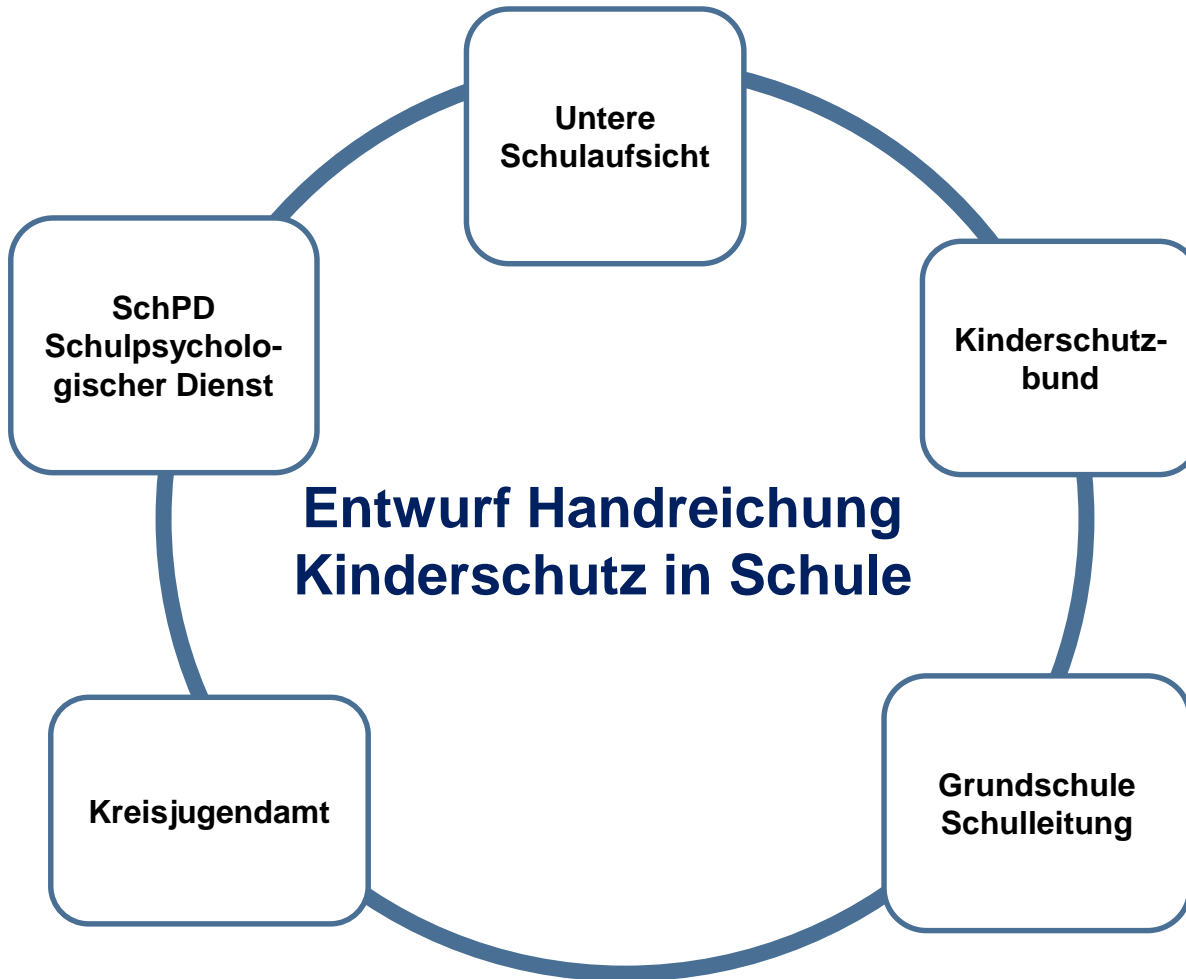 Untere
Schulaufsicht
SchPD
Schulpsycholo-
gischer Dienst
Kinderschutz-
bund
Entwurf Handreichung
Kinderschutz in Schule
Kreisjugendamt
Grundschule
Schulleitung